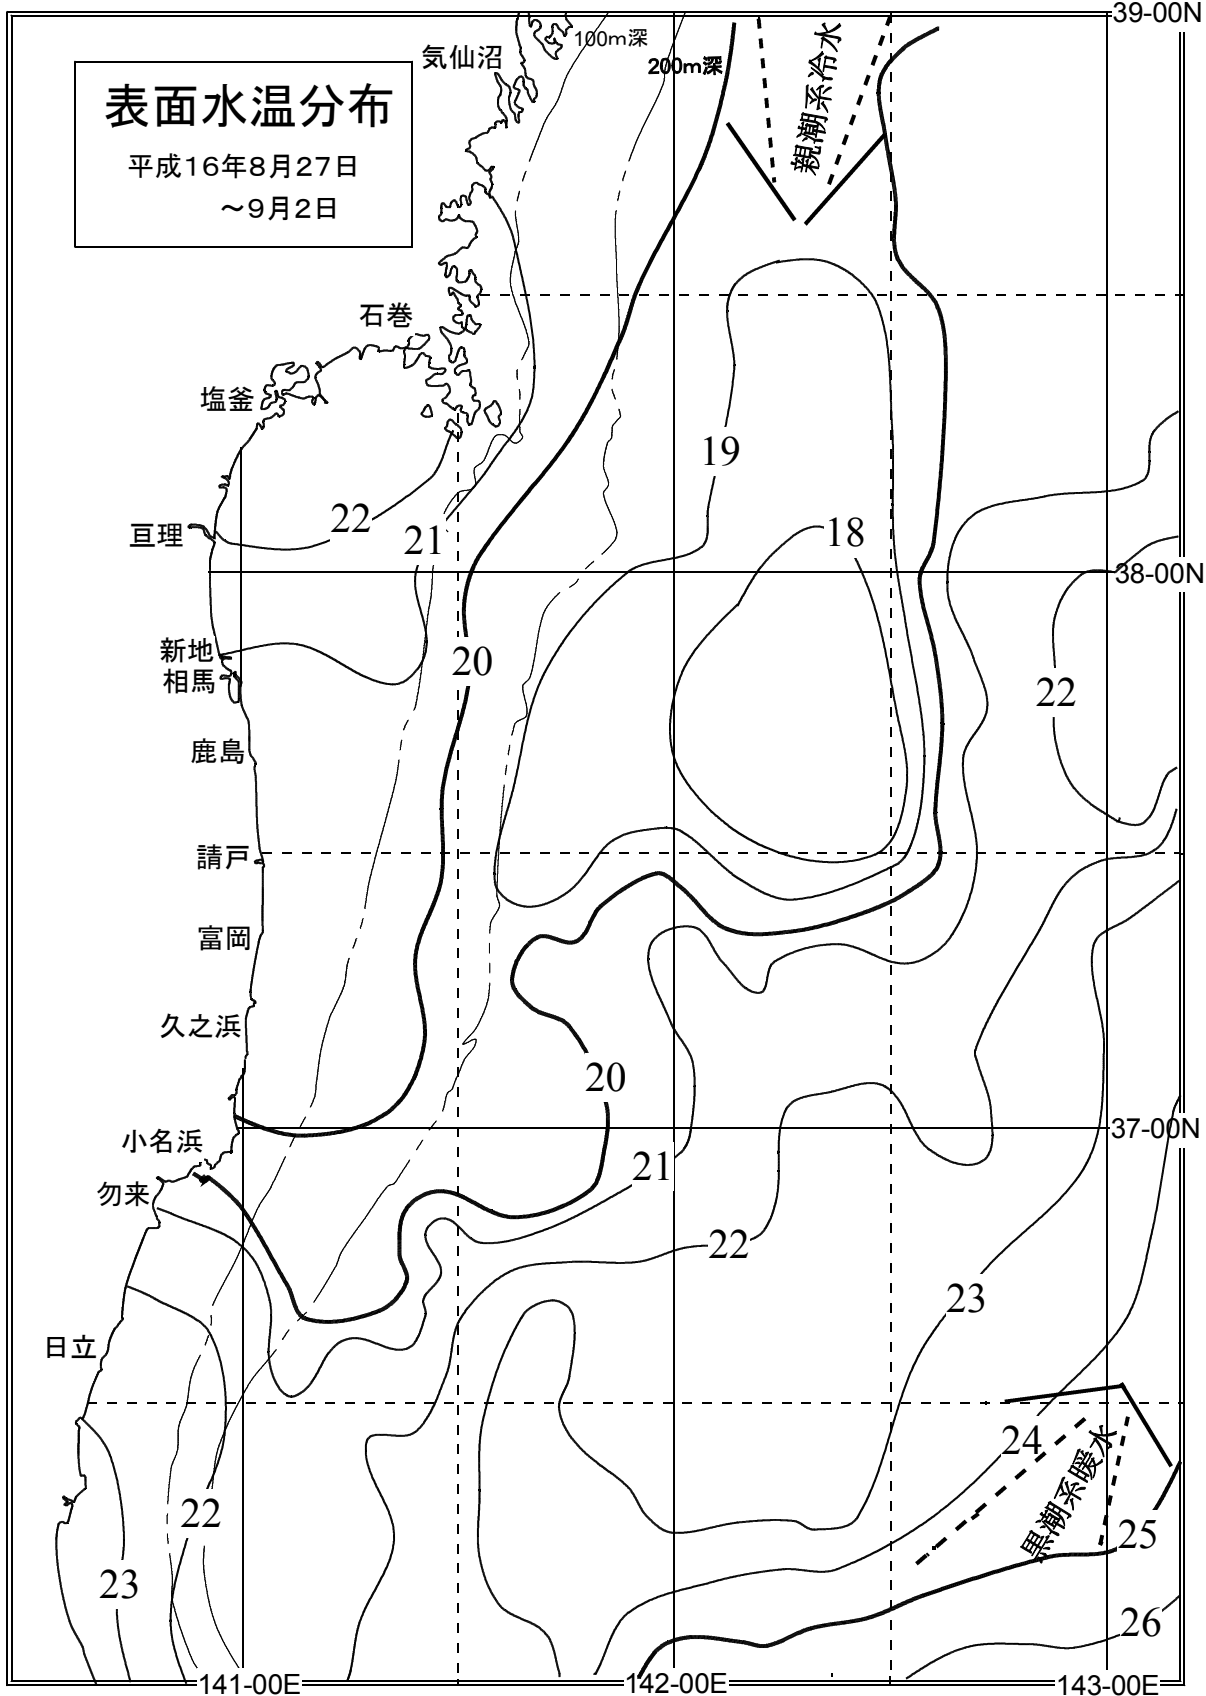 39-00N
100m深
気仙沼
200m深
親潮系冷水
表面水温分布
平成16年8月27日
～9月2日
石巻
塩釜
19
22
18
亘理
21
38-00N
新地
20
相馬
22
鹿島
請戸
富岡
久之浜
20
37-00N
小名浜
21
勿来
22
23
日立
24
黒潮系暖水
22
25
23
26
141-00E
142-00E
143-00E